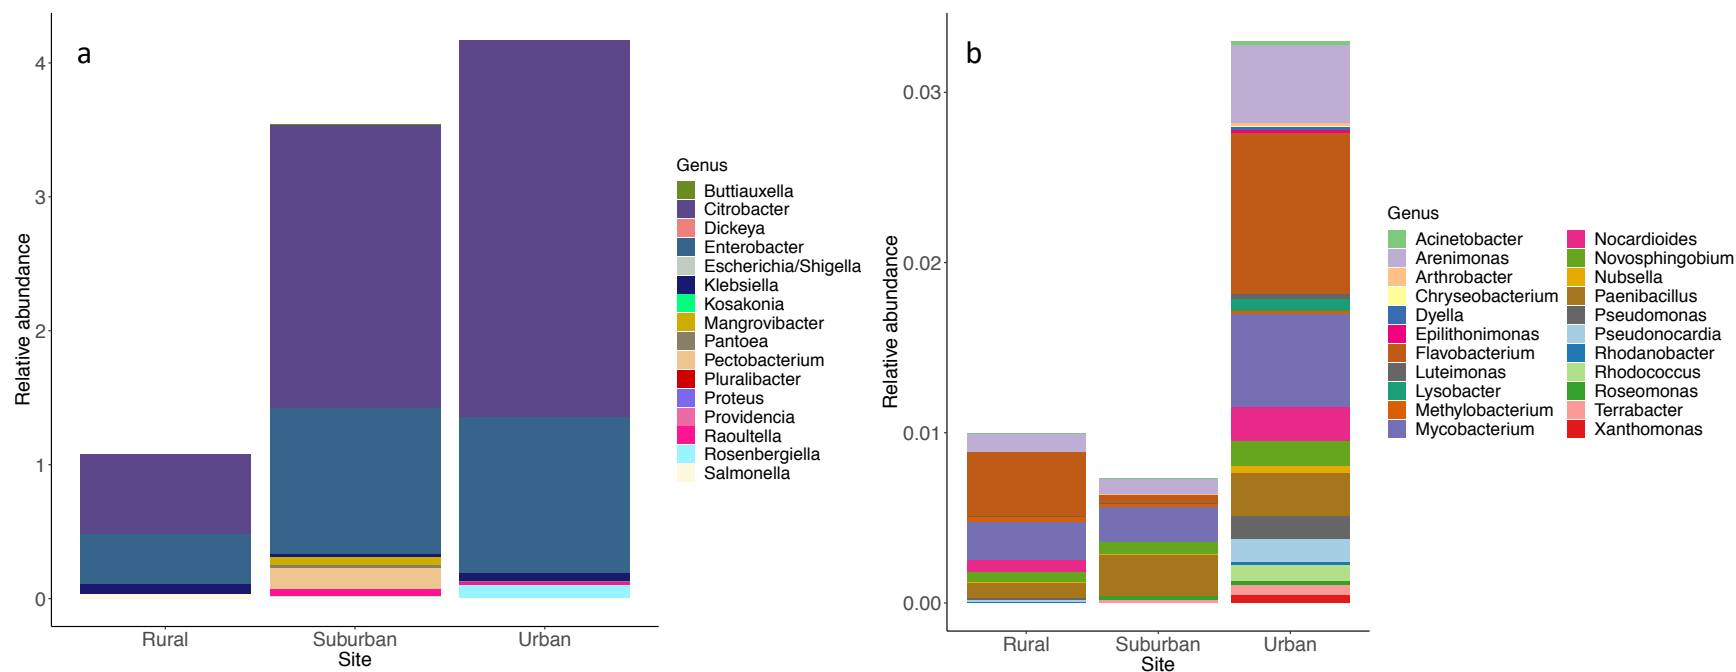 a
Relative abundance
4
3
2
1
0
Rural
Suburban
Urban
Site
Genus
Buttiauxella
Citrobacter
Dickeya
Enterobacter
Escherichia/Shigella
Klebsiella
Kosakonia
Mangrovibacter
Pantoea
Pectobacterium
Pluralibacter
Proteus
Providencia
Raoultella
Rosenbergiella
Salmonella
b
Relative abundance
0.03
0.02
0.01
0.00
Rural
Suburban
Urban
Site
Genus
Acinetobacter
Arenimonas
Arthrobacter
Chryseobacterium
Dyella
Epilithonimonas
Flavobacterium
Luteimonas
Lysobacter
Methylobacterium
Mycobacterium
Nocardioides
Novosphingobium
Nubsella
Paenibacillus
Pseudomonas
Pseudonocardia
Rhodanobacter
Rhodococcus
Roseomonas
Terrabacter
Xanthomonas